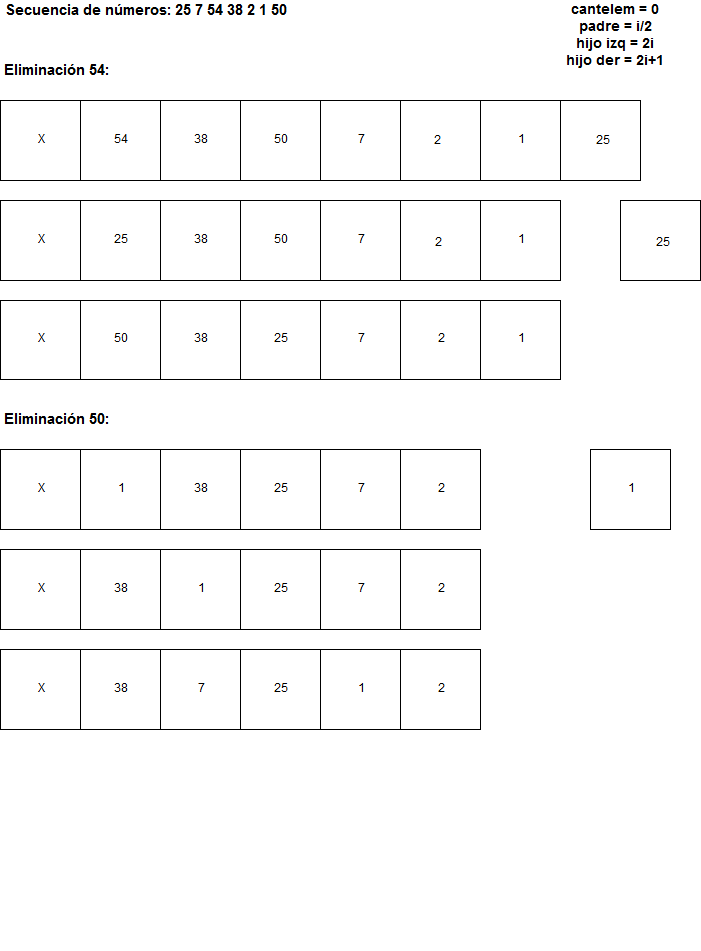 Secuencia de números: 25 7 54 38 2 1 50
cantelem = 0
padre = i/2
hijo izq = 2i
hijo der = 2i+1
Eliminación 54:
X 54 38 50 7 2 1 25
X 25 38 50 7 2 1 25
X 50 38 25 7 2 1
Eliminación 50:
X 1 38 25 7 2 1
X 38 1 25 7 2
X 38 7 25 1 2